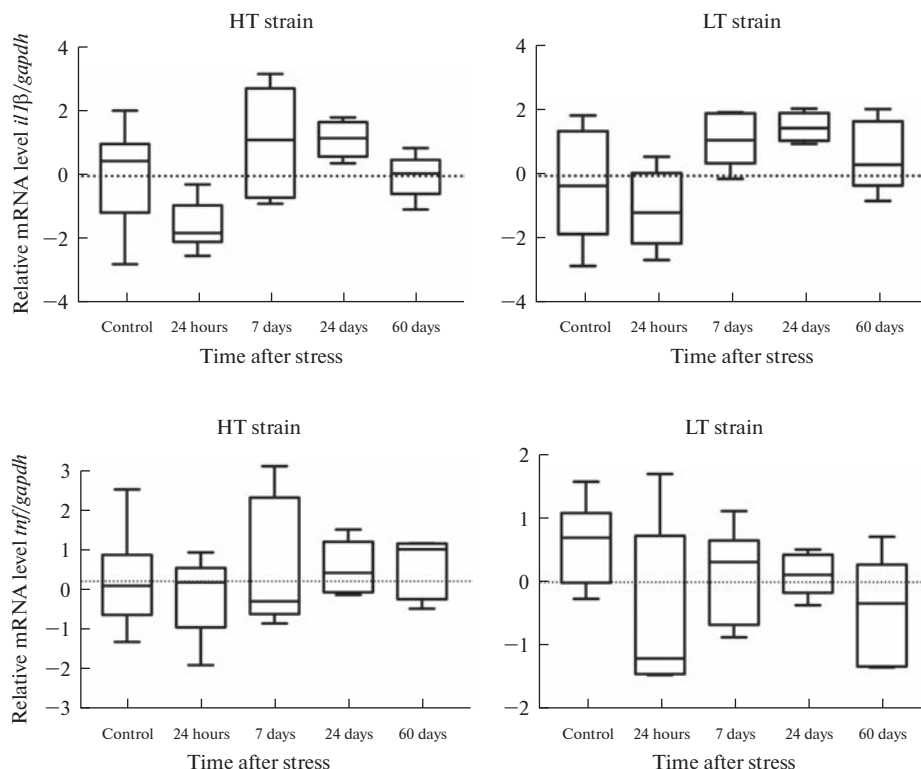 HT strain
LT strain
Relative mRNA level il1β/gapdh
4
2
0
−2
−4
4
2
0
−2
−4
Control 24 hours 7 days 24 days 60 days
Control 24 hours 7 days 24 days 60 days
Time after stress
Time after stress
HT strain
LT strain
Relative mRNA level tnf/gapdh
3
2
1
0
−1
−2
−3
2
1
0
−1
−2
Control 24 hours 7 days 24 days 60 days
Control 24 hours 7 days 24 days 60 days
Time after stress
Time after stress